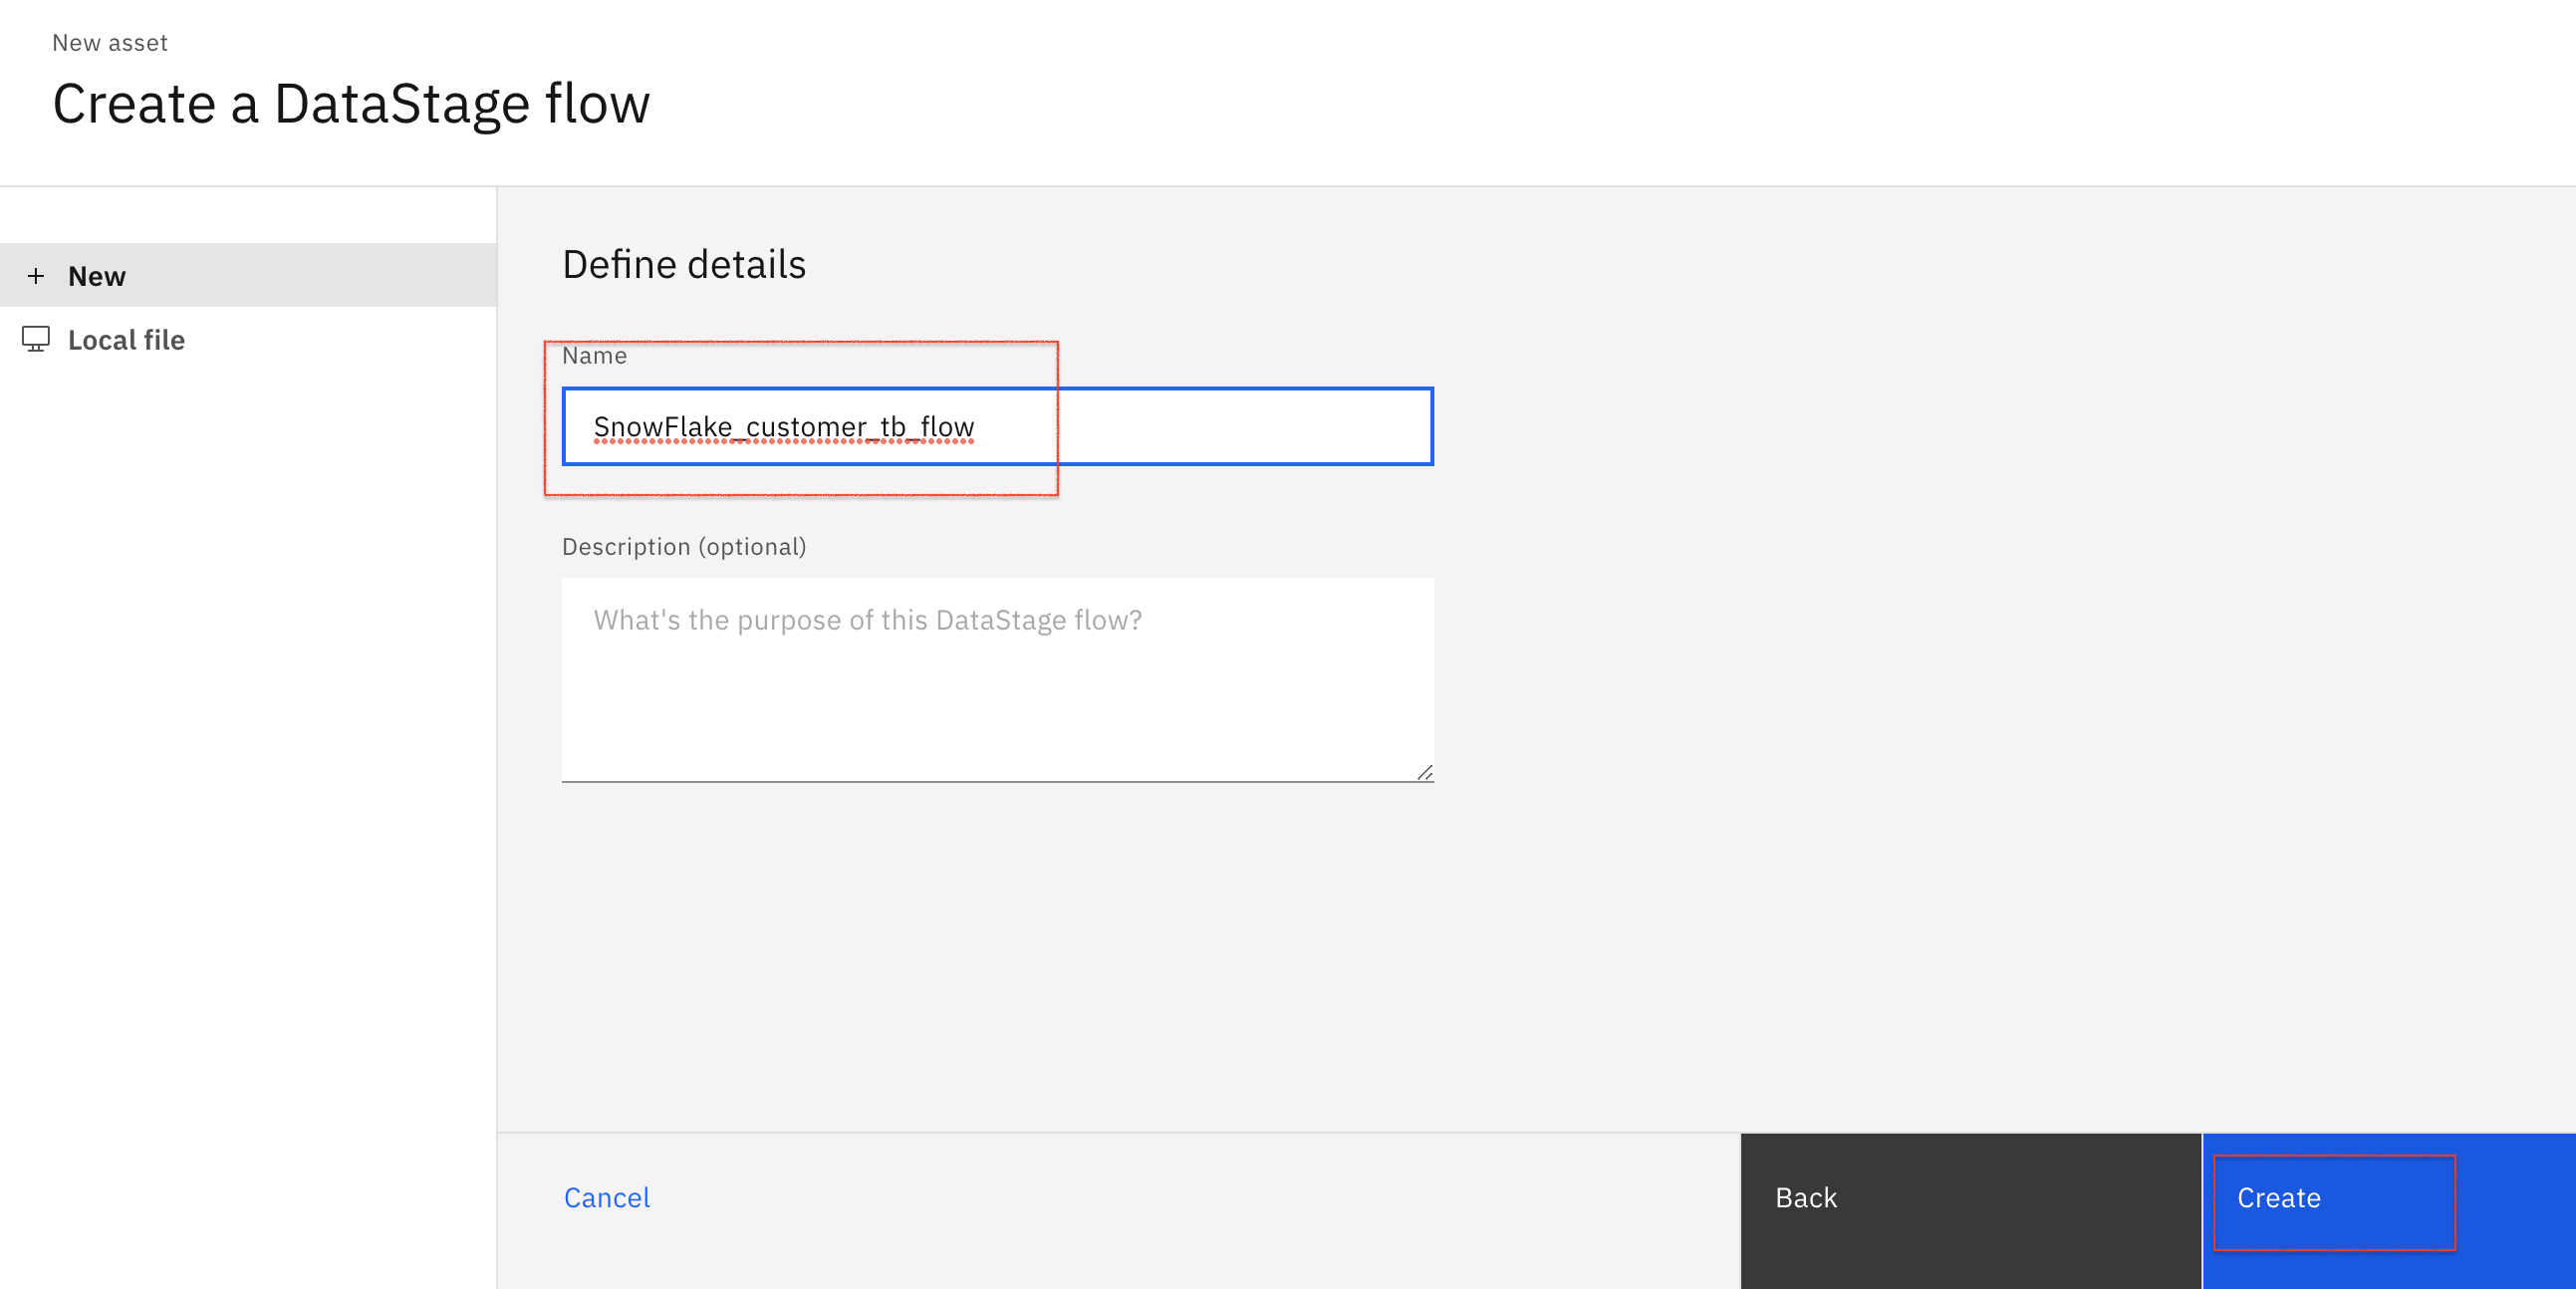 New asset
Create a DataStage flow
New
Local file
Define details
Name
SnowFlake_customer_tb_flow
Description (optional)
What's the purpose of this DataStage flow?
Cancel
Back
Create